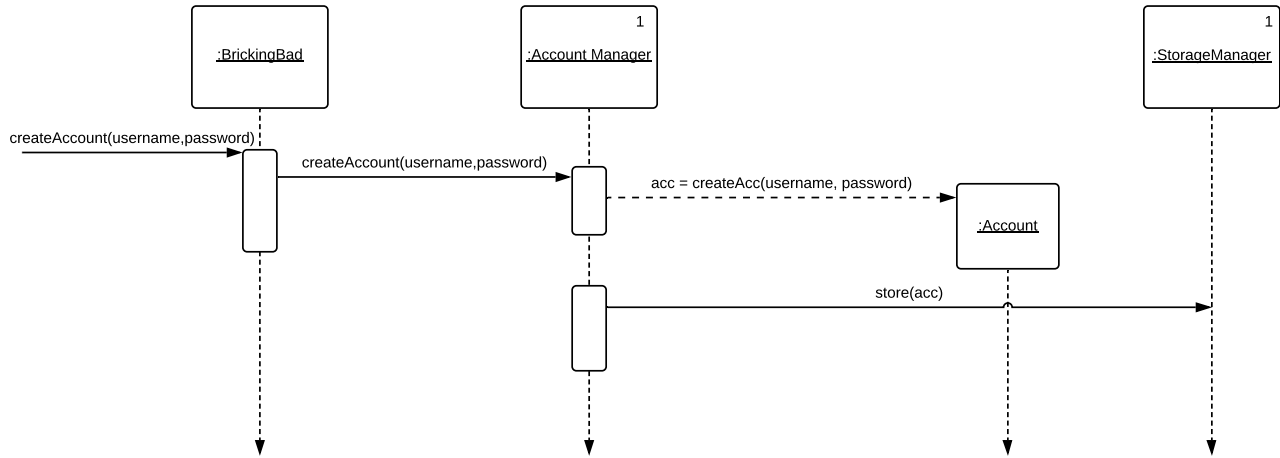 1
1
:BrickingBad
:Account Manager
:StorageManager
createAccount(username,password)
createAccount(username,password)
acc = createAcc(username, password)
:Account
store(acc)